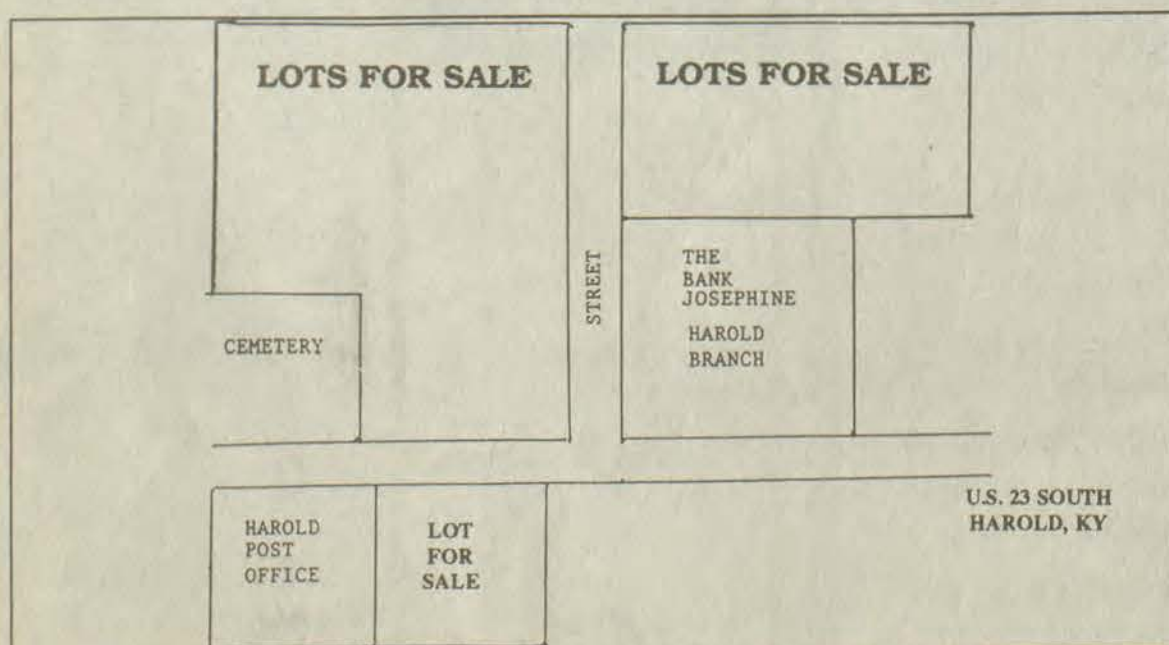 LOTS FOR SALE
LOTS FOR SALE
STREET
THE
BANK
JOSEPHINE
HAROLD
BRANCH
CEMETERY
HAROLD
POST
OFFICE
LOT
FOR
SALE
U.S. 23 SOUTH
HAROLD, KY